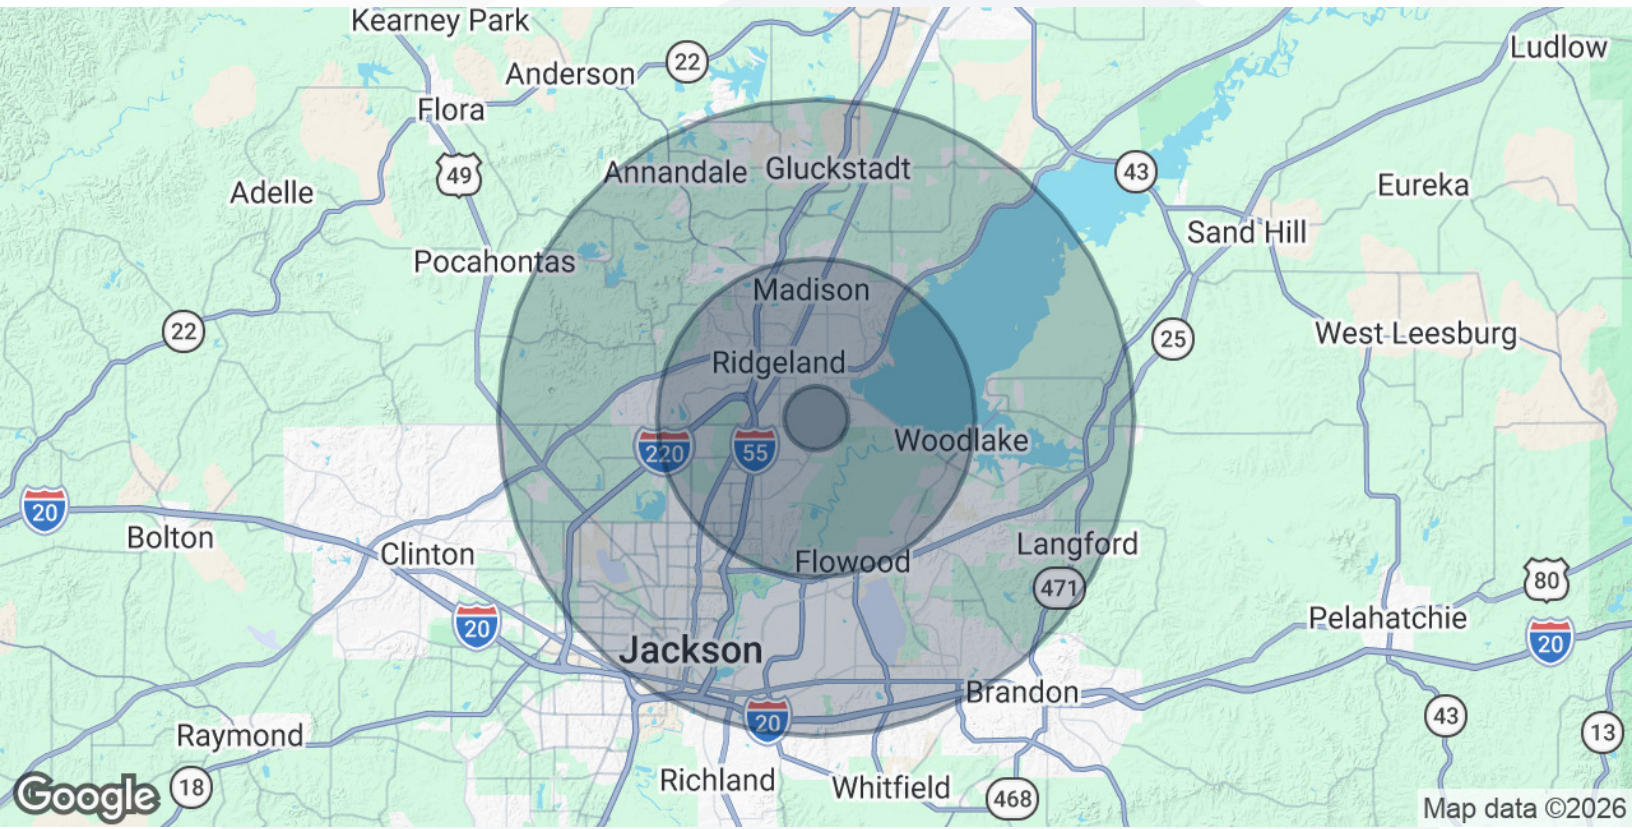 Kearney Park
Ludlow
22
Anderson
Flora
Annandale
Gluckstadt
43
49
Eureka
Adelle
Sand Hill
Pocahontas
Madison
22
West Leesburg
25
Ridgeland
Woodlake
220
55
20
Bolton
Clinton
Langford
Flowood
80
471
Pelahatchie
20
20
Jackson
Brandon
20
43
13
Raymond
Richland
Whitfield
18
468
Google
Map data ©2026